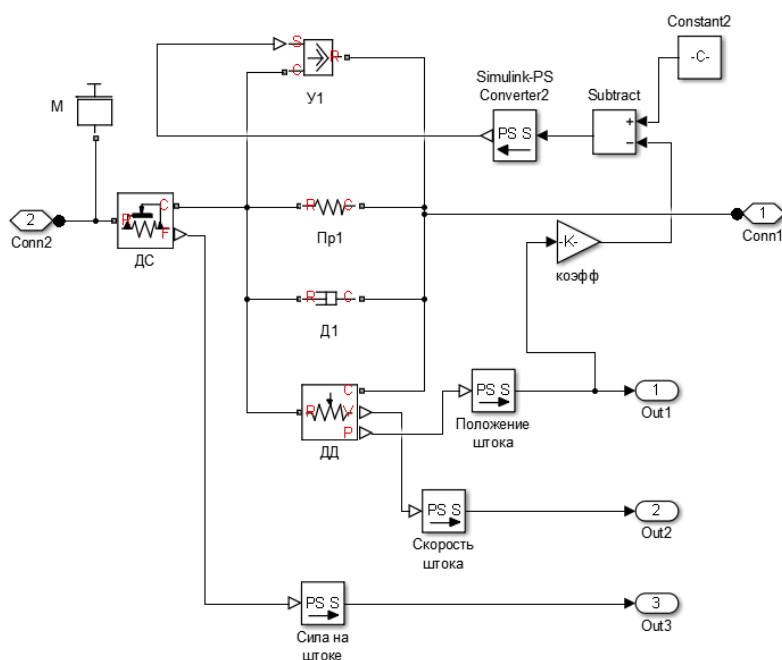 Constant2
-C-
S
C
R
У1
Simulink-PS
Converter2
PS S
Subtract
+
−
М
2
Conn2
R
C
F
ДС
R
C
Пр1
1
Conn1
-K-
коэфф
R
C
Д1
R
C
V
P
ДД
PS S
Положение
штока
1
Out1
PS S
Скорость
штока
2
Out2
PS S
Сила на
штоке
3
Out3